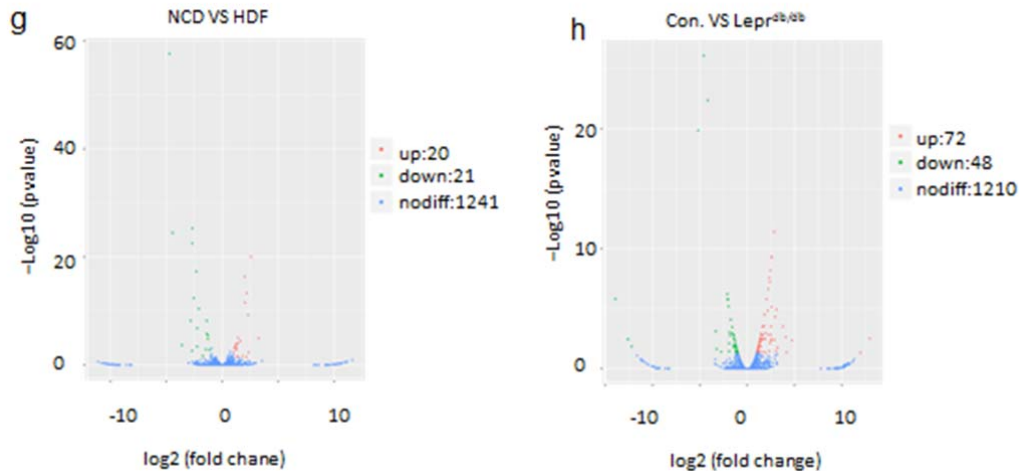 g
NCD VS HDF
60
40
20
0
−Log10 (pvalue)
-10 0 10
log2 (fold chane)
up:20
down:21
nodiff:1241
h
Con. VS Lepr^db/db
20
10
0
−Log10 (pvalue)
-10 0 10
log2 (fold change)
up:72
down:48
nodiff:1210